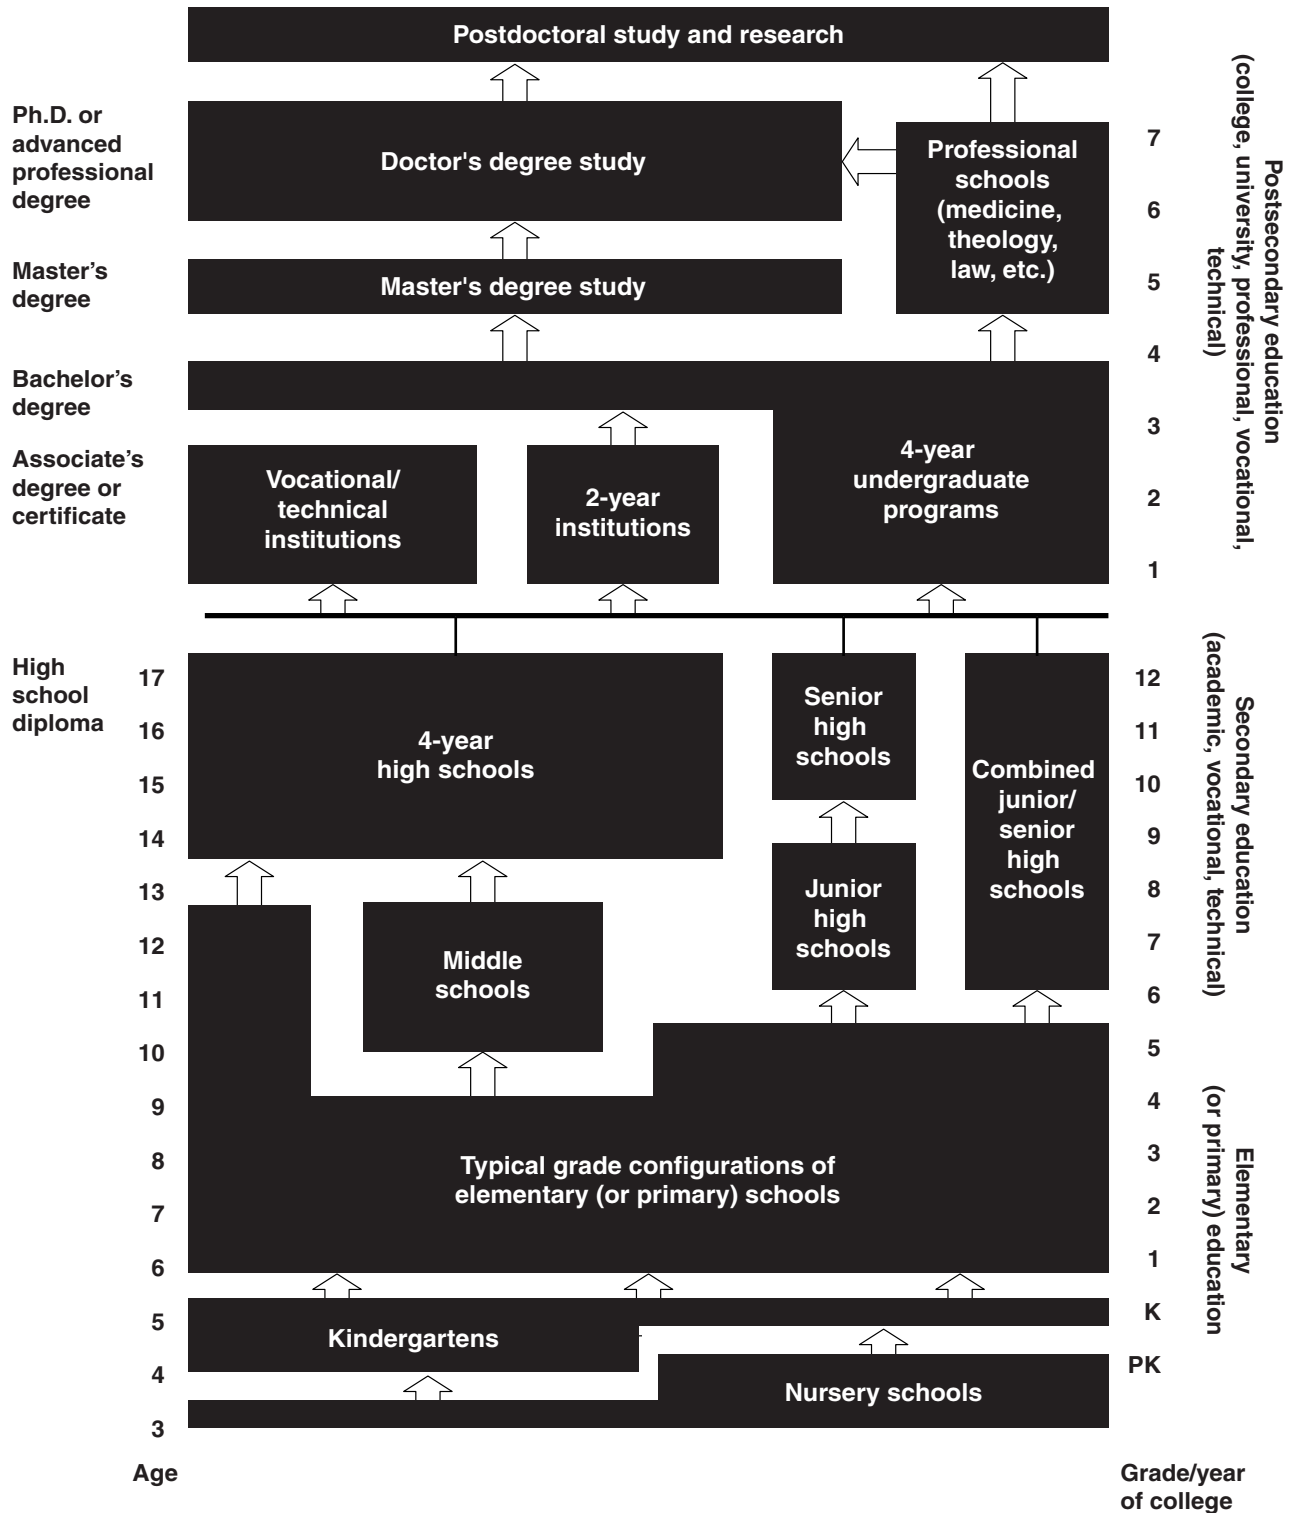 Postdoctoral study and research
Ph.D. or
advanced
professional
degree
Doctor's degree study
Professional
schools
(medicine,
theology,
law, etc.)
7
6
5
Master’s
degree
Master's degree study
4
Bachelor’s
degree
3
4-year
undergraduate
programs
Associate’s
degree or
certificate
Vocational/
technical
institutions
2-year
institutions
2
1
Postsecondary education
(college, university, professional, vocational,
technical)
High
school
diploma
17
16
15
14
13
12
11
10
9
8
7
6
5
4
3
Age
4-year
high schools
Senior
high
schools
Combined
junior/
senior
high
schools
Junior
high
schools
Middle
schools
Typical grade configurations of
elementary (or primary) schools
Kindergartens
Nursery schools
12
11
10
9
8
7
6
5
4
3
2
1
K
PK
Grade/year
of college
Secondary education
(academic, vocational, technical)
Elementary
(or primary) education